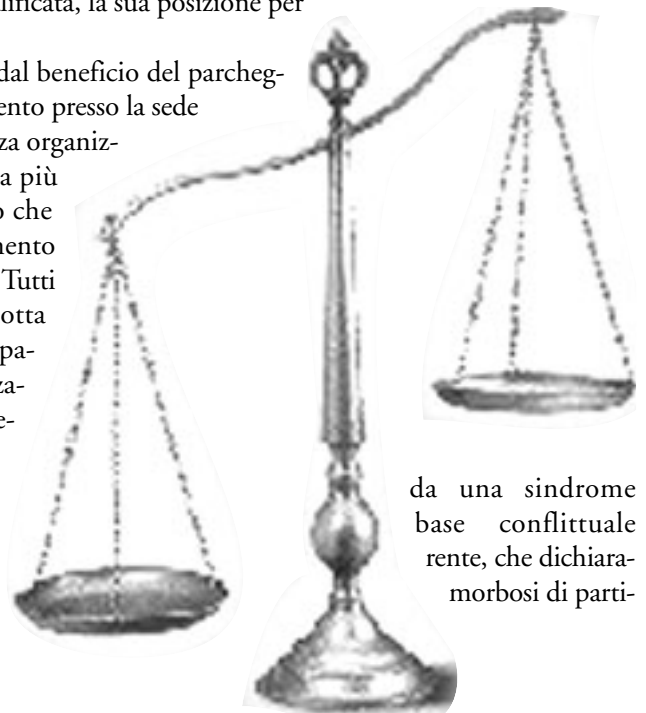 lificata, la sua posizione per
dal beneficio del parcheg-
ento presso la sede
za organiz-
a più
o che
mento
Tutti
otta
pa-
za-
e-
da una sindrome
base conflittuale
rente, che dichiara-
morbosi di parti-